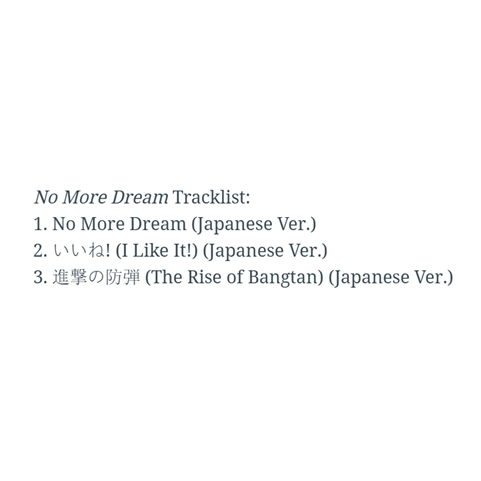 No More Dream Tracklist:
1. No More Dream (Japanese Ver.)
2. いいね! (I Like It!) (Japanese Ver.)
3. 進撃の防弾 (The Rise of Bangtan) (Japanese Ver.)